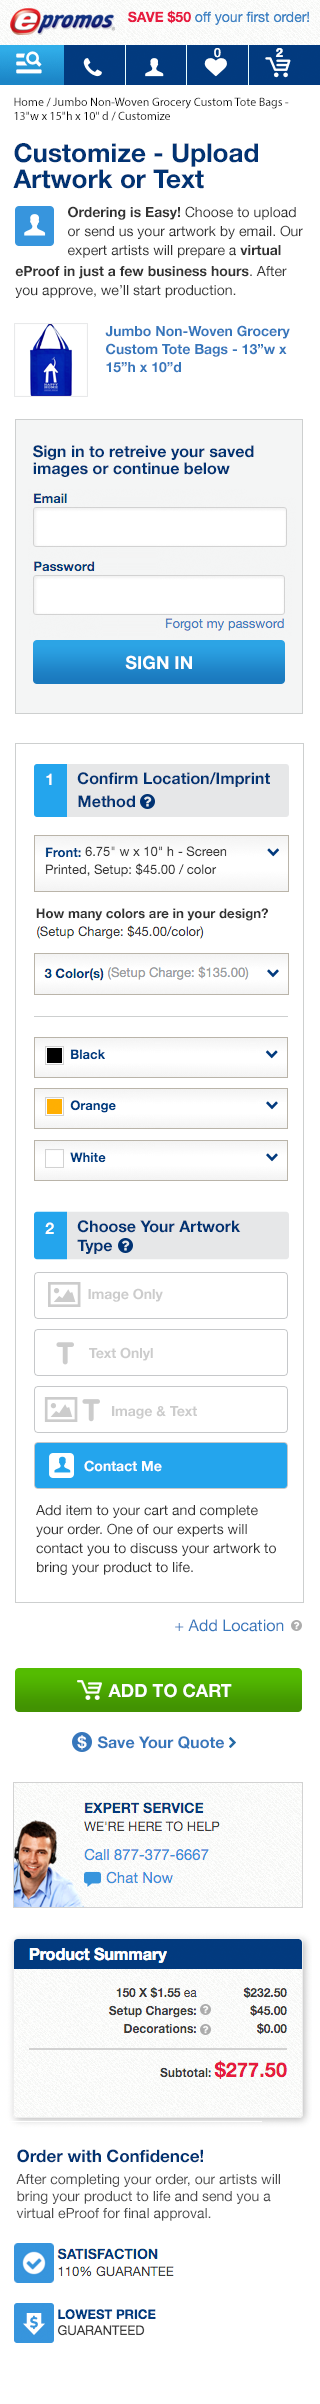 epromos SAVE $50 off your first order!
0
2
Home / Jumbo Non-Woven Grocery Custom Tote Bags -
13"w x 15"h x 10" d / Customize
Customize - Upload
Artwork or Text
Ordering is Easy! Choose to upload
or send us your artwork by email. Our
expert artists will prepare a virtual
eProof in just a few business hours. After
you approve, we'll start production.
Jumbo Non-Woven Grocery
Custom Tote Bags - 13”w x
15”h x 10”d
Sign in to retreive your saved
images or continue below
Email
Password
Forgot my password
SIGN IN
1
Confirm Location/Imprint
Method ?
Front: 6.75" w x 10" h - Screen
Printed, Setup: $45.00 / color
How many colors are in your design?
(Setup Charge: $45.00/color)
3 Color(s) (Setup Charge: $135.00)
Black
Orange
White
2
Choose Your Artwork
Type ?
Image Only
T Text Onlyl
T Image & Text
Contact Me
Add item to your cart and complete
your order. One of our experts will
contact you to discuss your artwork to
bring your product to life.
+ Add Location ?
ADD TO CART
$ Save Your Quote
EXPERT SERVICE
WE'RE HERE TO HELP
Call 877-377-6667
Chat Now
Product Summary
150 X $1.55 ea $232.50
Setup Charges: ? $45.00
Decorations: ? $0.00
Subtotal: $277.50
Order with Confidence!
After completing your order, our artists will
bring your product to life and send you a
virtual eProof for final approval.
SATISFACTION
110% GUARANTEE
$
LOWEST PRICE
GUARANTEED